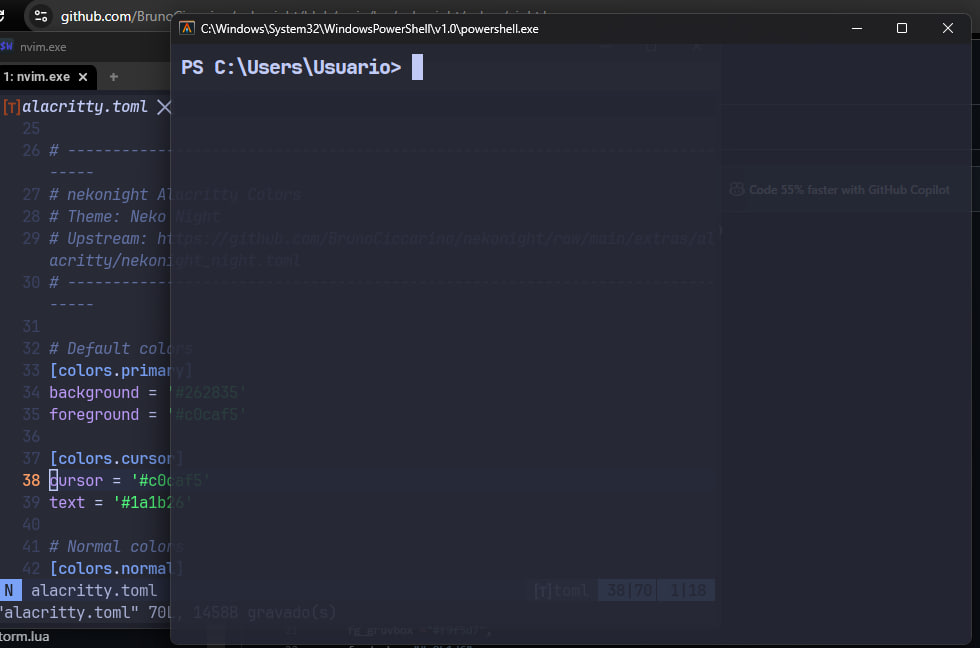 github.com/BrunoCiccarino/nekonight/blob/main/
C:\Windows\System32\WindowsPowerShell\v1.0\powershell.exe
$W nvim.exe
1: nvim.exe × +
PS C:\Users\Usuario>
[T]alacritty.toml
25
26 # ------------------------------------------------------------------------
-----
27 # nekonight Alacritty Colors
Code 55% faster with GitHub Copilot
28 # Theme: Neko Night
29 # Upstream: https://github.com/BrunoCiccarino/nekonight/raw/main/extras/al
acritty/nekonight_night.toml
30 # ------------------------------------------------------------------------
-----
31
32 # Default colors
33 [colors.primary]
34 background = '#262835'
35 foreground = '#c0caf5'
36
37 [colors.cursor]
38 cursor = '#c0caf5'
39 text = '#1a1b26'
40
41 # Normal colors
42 [colors.normal]
N alacritty.toml [T]toml 38|70 1|18
"alacritty.toml" 70L, 1458B gravado(s)
torm.lua